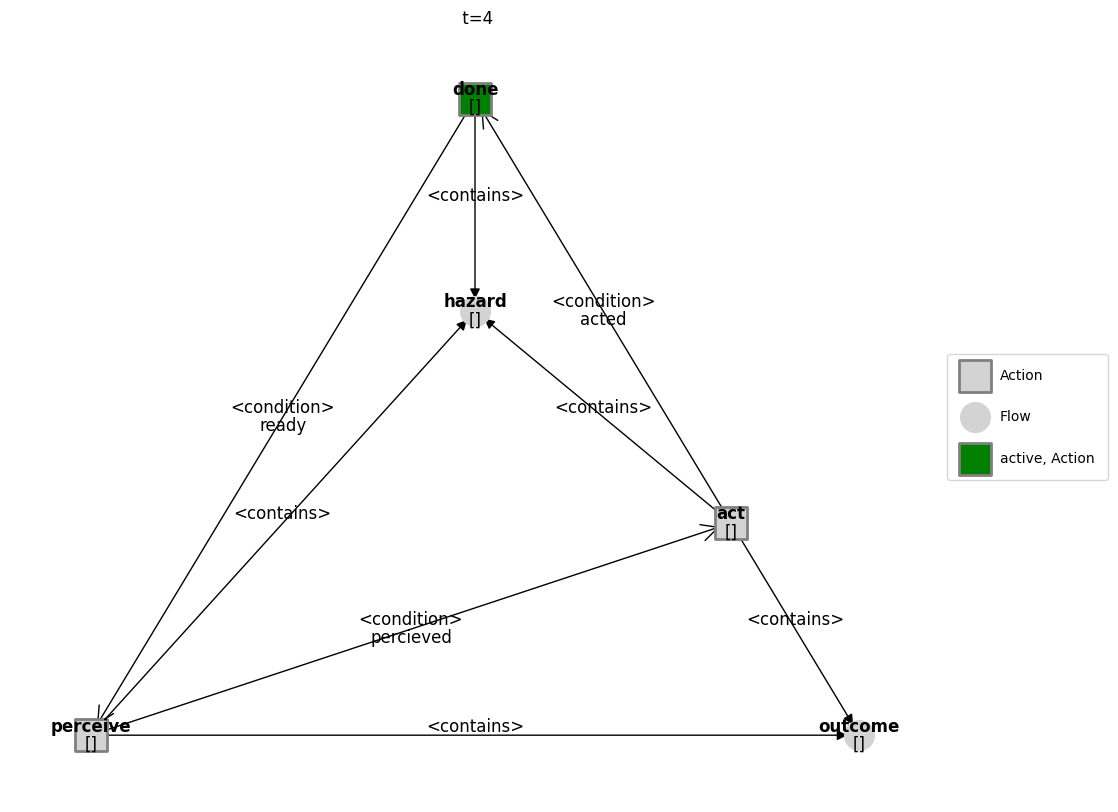 t=4
done
[]
<contains>
hazard
[]
<condition>
acted
<condition>
ready
<contains>
<contains>
act
[]
<condition>
percieved
<contains>
perceive
[]
<contains>
outcome
[]
Action
Flow
active, Action